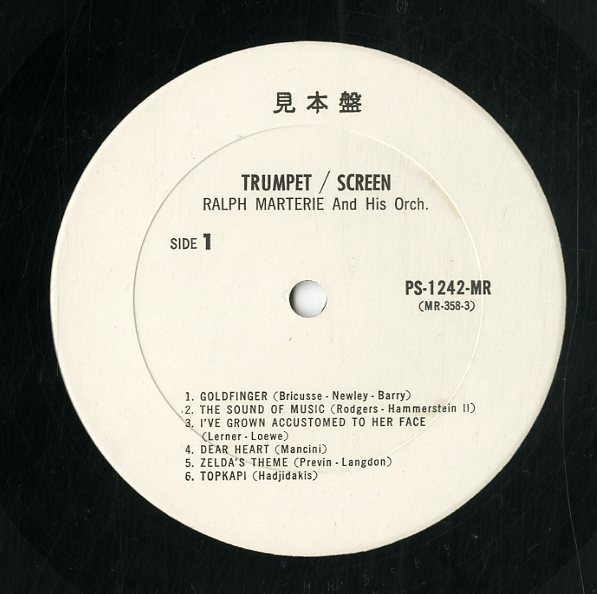 見本盤
TRUMPET / SCREEN
RALPH MARTERIE And His Orch.
SIDE 1
PS-1242-MR
(MR-358-3)
1. GOLDFINGER (Bricusse - Newley - Barry)
2. THE SOUND OF MUSIC (Rodgers - Hammerstein II)
3. I'VE GROWN ACCUSTOMED TO HER FACE
(Lerner - Loewe)
4. DEAR HEART (Mancini)
5. ZELDA'S THEME (Previn - Langdon)
6. TOPKAPI (Hadjidakis)